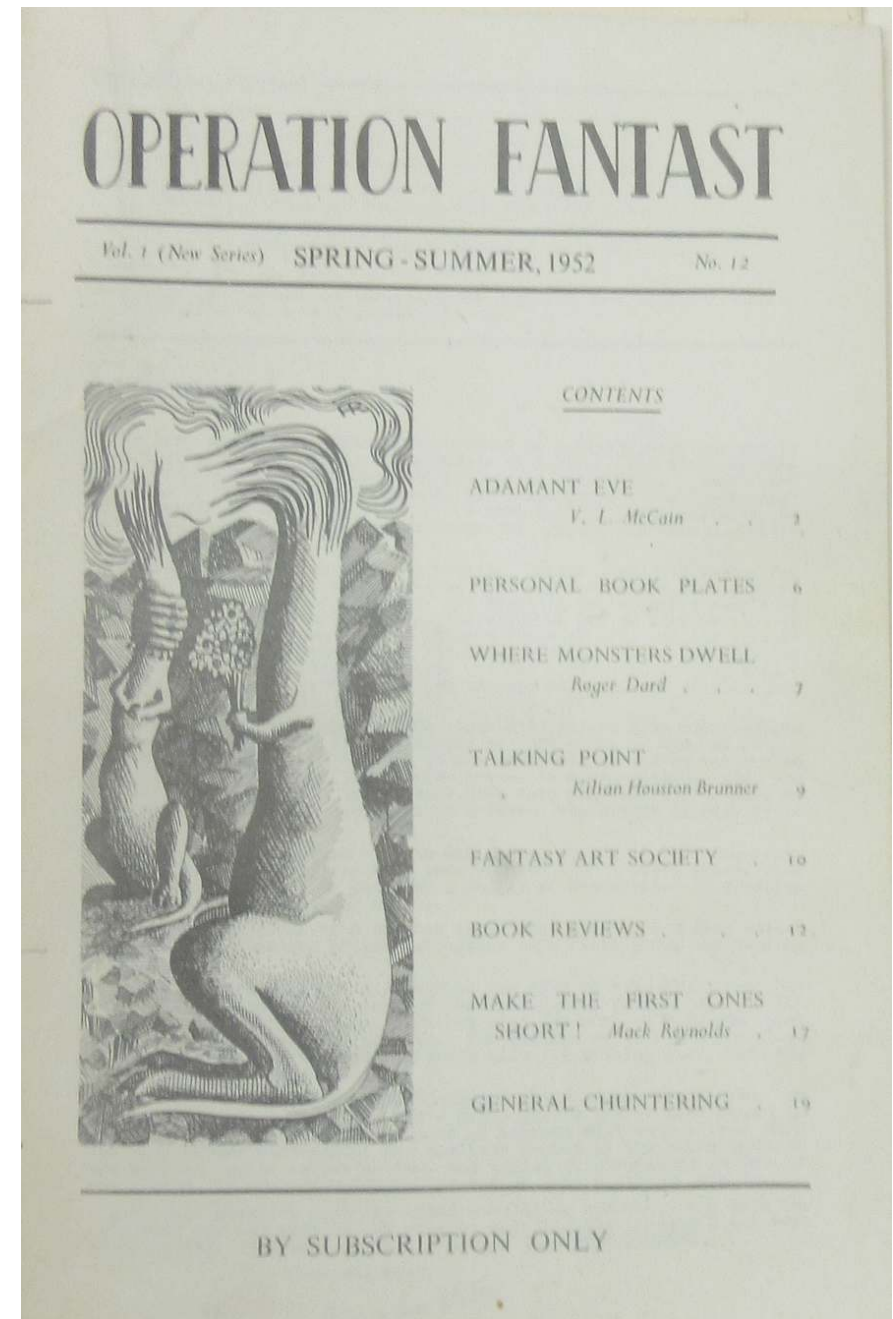 OPERATION FANTAST
Vol. 1 (New Series) SPRING - SUMMER, 1952 No. 12
CONTENTS
ADAMANT EVE
V. L. McCain . . 2
PERSONAL BOOK PLATES 6
WHERE MONSTERS DWELL
Roger Dard . . . 7
TALKING POINT
Kilian Houston Brunner 9
FANTASY ART SOCIETY . 10
BOOK REVIEWS . . . 12
MAKE THE FIRST ONES
SHORT! Mack Reynolds . 17
GENERAL CHUNTERING . 19
BY SUBSCRIPTION ONLY